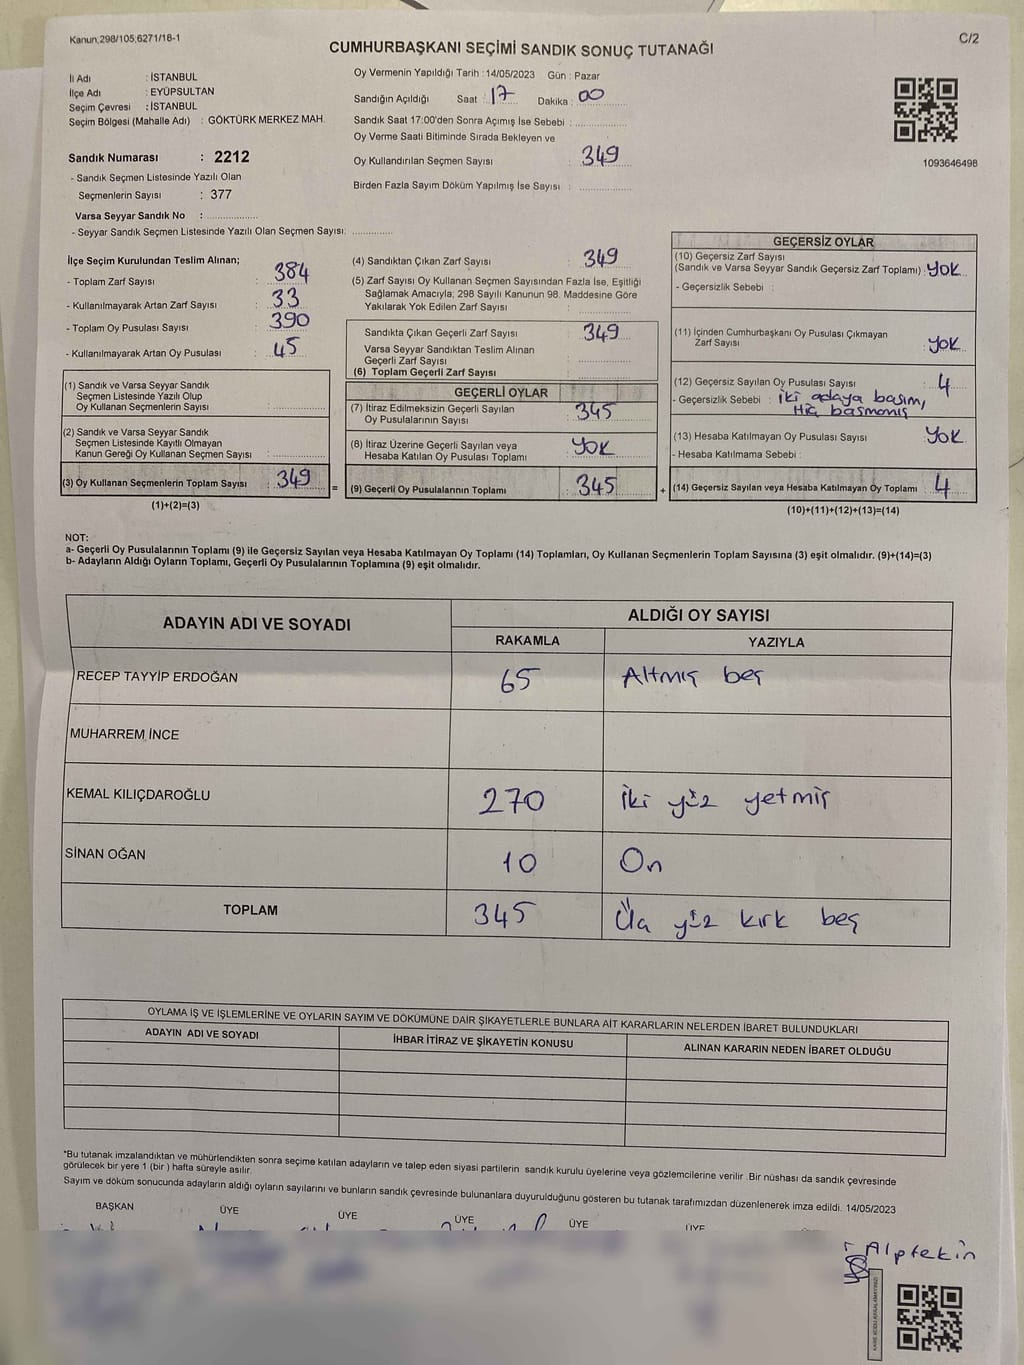 Kanun,298/105,6271/18-1
C/2
CUMHURBAŞKANI SEÇİMİ SANDIK SONUÇ TUTANAĞI
İl Adı : İSTANBUL
İlçe Adı : EYÜPSULTAN
Seçim Çevresi : İSTANBUL
Seçim Bölgesi (Mahalle Adı) : GÖKTÜRK MERKEZ MAH.
Oy Vermenin Yapıldığı Tarih : 14/05/2023 Gün : Pazar
Sandığın Açıldığı Saat : 17 Dakika : 00
Sandık Saat 17:00'den Sonra Açımış İse Sebebi :
Oy Verme Saati Bitiminde Sırada Bekleyen ve
Oy Kullandırılan Seçmen Sayısı 349
Birden Fazla Sayım Döküm Yapılmış İse Sayısı :
1093646498
Sandık Numarası : 2212
- Sandık Seçmen Listesinde Yazılı Olan
Seçmenlerin Sayısı : 377
Varsa Seyyar Sandık No :
- Seyyar Sandık Seçmen Listesinde Yazılı Olan Seçmen Sayısı:
İlçe Seçim Kurulundan Teslim Alınan;
- Toplam Zarf Sayısı : 384
- Kullanılmayarak Artan Zarf Sayısı : 33
- Toplam Oy Pusulası Sayısı : 390
- Kullanılmayarak Artan Oy Pusulası : 45
(1) Sandık ve Varsa Seyyar Sandık
Seçmen Listesinde Yazılı Olup
Oy Kullanan Seçmenlerin Sayısı :
(2) Sandık ve Varsa Seyyar Sandık
Seçmen Listesinde Kayıtlı Olmayan
Kanun Gereği Oy Kullanan Seçmen Sayısı :
(3) Oy Kullanan Seçmenlerin Toplam Sayısı : 349
(1)+(2)=(3)
(4) Sandıktan Çıkan Zarf Sayısı : 349
(5) Zarf Sayısı Oy Kullanan Seçmen Sayısından Fazla İse, Eşitliği
Sağlamak Amacıyla; 298 Sayılı Kanunun 98. Maddesine Göre
Yakılarak Yok Edilen Zarf Sayısı :
Sandıkta Çıkan Geçerli Zarf Sayısı : 349
Varsa Seyyar Sandıktan Teslim Alınan
Geçerli Zarf Sayısı :
(6) Toplam Geçerli Zarf Sayısı :
GEÇERLİ OYLAR
(7) İtiraz Edilmeksizin Geçerli Sayılan
Oy Pusulalarının Sayısı : 345
(8) İtiraz Üzerine Geçerli Sayılan veya
Hesaba Katılan Oy Pusulası Toplamı : YOK
= (9) Geçerli Oy Pusulalarının Toplamı : 345 +
GEÇERSİZ OYLAR
(10) Geçersiz Zarf Sayısı
(Sandık ve Varsa Seyyar Sandık Geçersiz Zarf Toplamı) : YOK
- Geçersizlik Sebebi :
(11) İçinden Cumhurbaşkanı Oy Pusulası Çıkmayan
Zarf Sayısı : YOK
(12) Geçersiz Sayılan Oy Pusulası Sayısı : 4
- Geçersizlik Sebebi : iki adaya basım,
Hiç basmamış
(13) Hesaba Katılmayan Oy Pusulası Sayısı : YOK
- Hesaba Katılmama Sebebi :
(14) Geçersiz Sayılan veya Hesaba Katılmayan Oy Toplamı : 4
(10)+(11)+(12)+(13)=(14)
NOT:
a- Geçerli Oy Pusulalarının Toplamı (9) ile Geçersiz Sayılan veya Hesaba Katılmayan Oy Toplamı (14) Toplamları, Oy Kullanan Seçmenlerin Toplam Sayısına (3) eşit olmalıdır. (9)+(14)=(3)
b- Adayların Aldığı Oyların Toplamı, Geçerli Oy Pusulalarının Toplamına (9) eşit olmalıdır.
ADAYIN ADI VE SOYADI
ALDIĞI OY SAYISI
RAKAMLA YAZIYLA
RECEP TAYYİP ERDOĞAN 65 Altmış beş
MUHARREM İNCE
KEMAL KILIÇDAROĞLU 270 İki yüz yetmiş
SİNAN OĞAN 10 On
TOPLAM 345 Üç yüz kırk beş
OYLAMA İŞ VE İŞLEMLERİNE VE OYLARIN SAYIM VE DÖKÜMÜNE DAİR ŞİKAYETLERLE BUNLARA AİT KARARLARIN NELERDEN İBARET BULUNDUKLARI
ADAYIN ADI VE SOYADI İHBAR İTİRAZ VE ŞİKAYETİN KONUSU ALINAN KARARIN NEDEN İBARET OLDUĞU
*Bu tutanak imzalandıktan ve mühürlendikten sonra seçime katılan adayların ve talep eden siyasi partilerin sandık kurulu üyelerine veya gözlemcilerine verilir. Bir nüshası da sandık çevresinde
görülecek bir yere 1 (bir ) hafta süreyle asılır.
Sayım ve döküm sonucunda adayların aldığı oyların sayılarını ve bunların sandık çevresinde bulunanlara duyurulduğunu gösteren bu tutanak tarafımızdan düzenlenerek imza edildi. 14/05/2023
BAŞKAN ÜYE ÜYE ÜYE ÜYE ÜYE
Alptekin